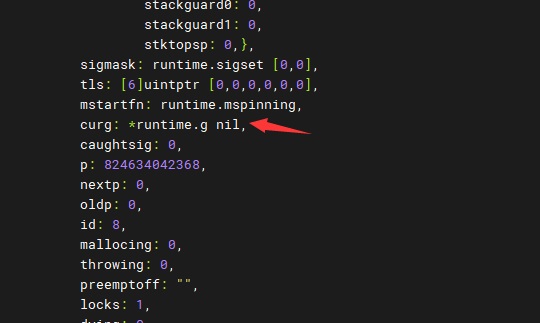 stackguard0: 0,
stackguard1: 0,
stktopsp: 0,},
sigmask: runtime.sigset [0,0],
tls: [6]uintptr [0,0,0,0,0,0],
mstartfn: runtime.mspinning,
curg: *runtime.g nil,
caughtsig: 0,
p: 824634042368,
nextp: 0,
oldp: 0,
id: 8,
mallocing: 0,
throwing: 0,
preemptoff: "",
locks: 1,
dying: 0